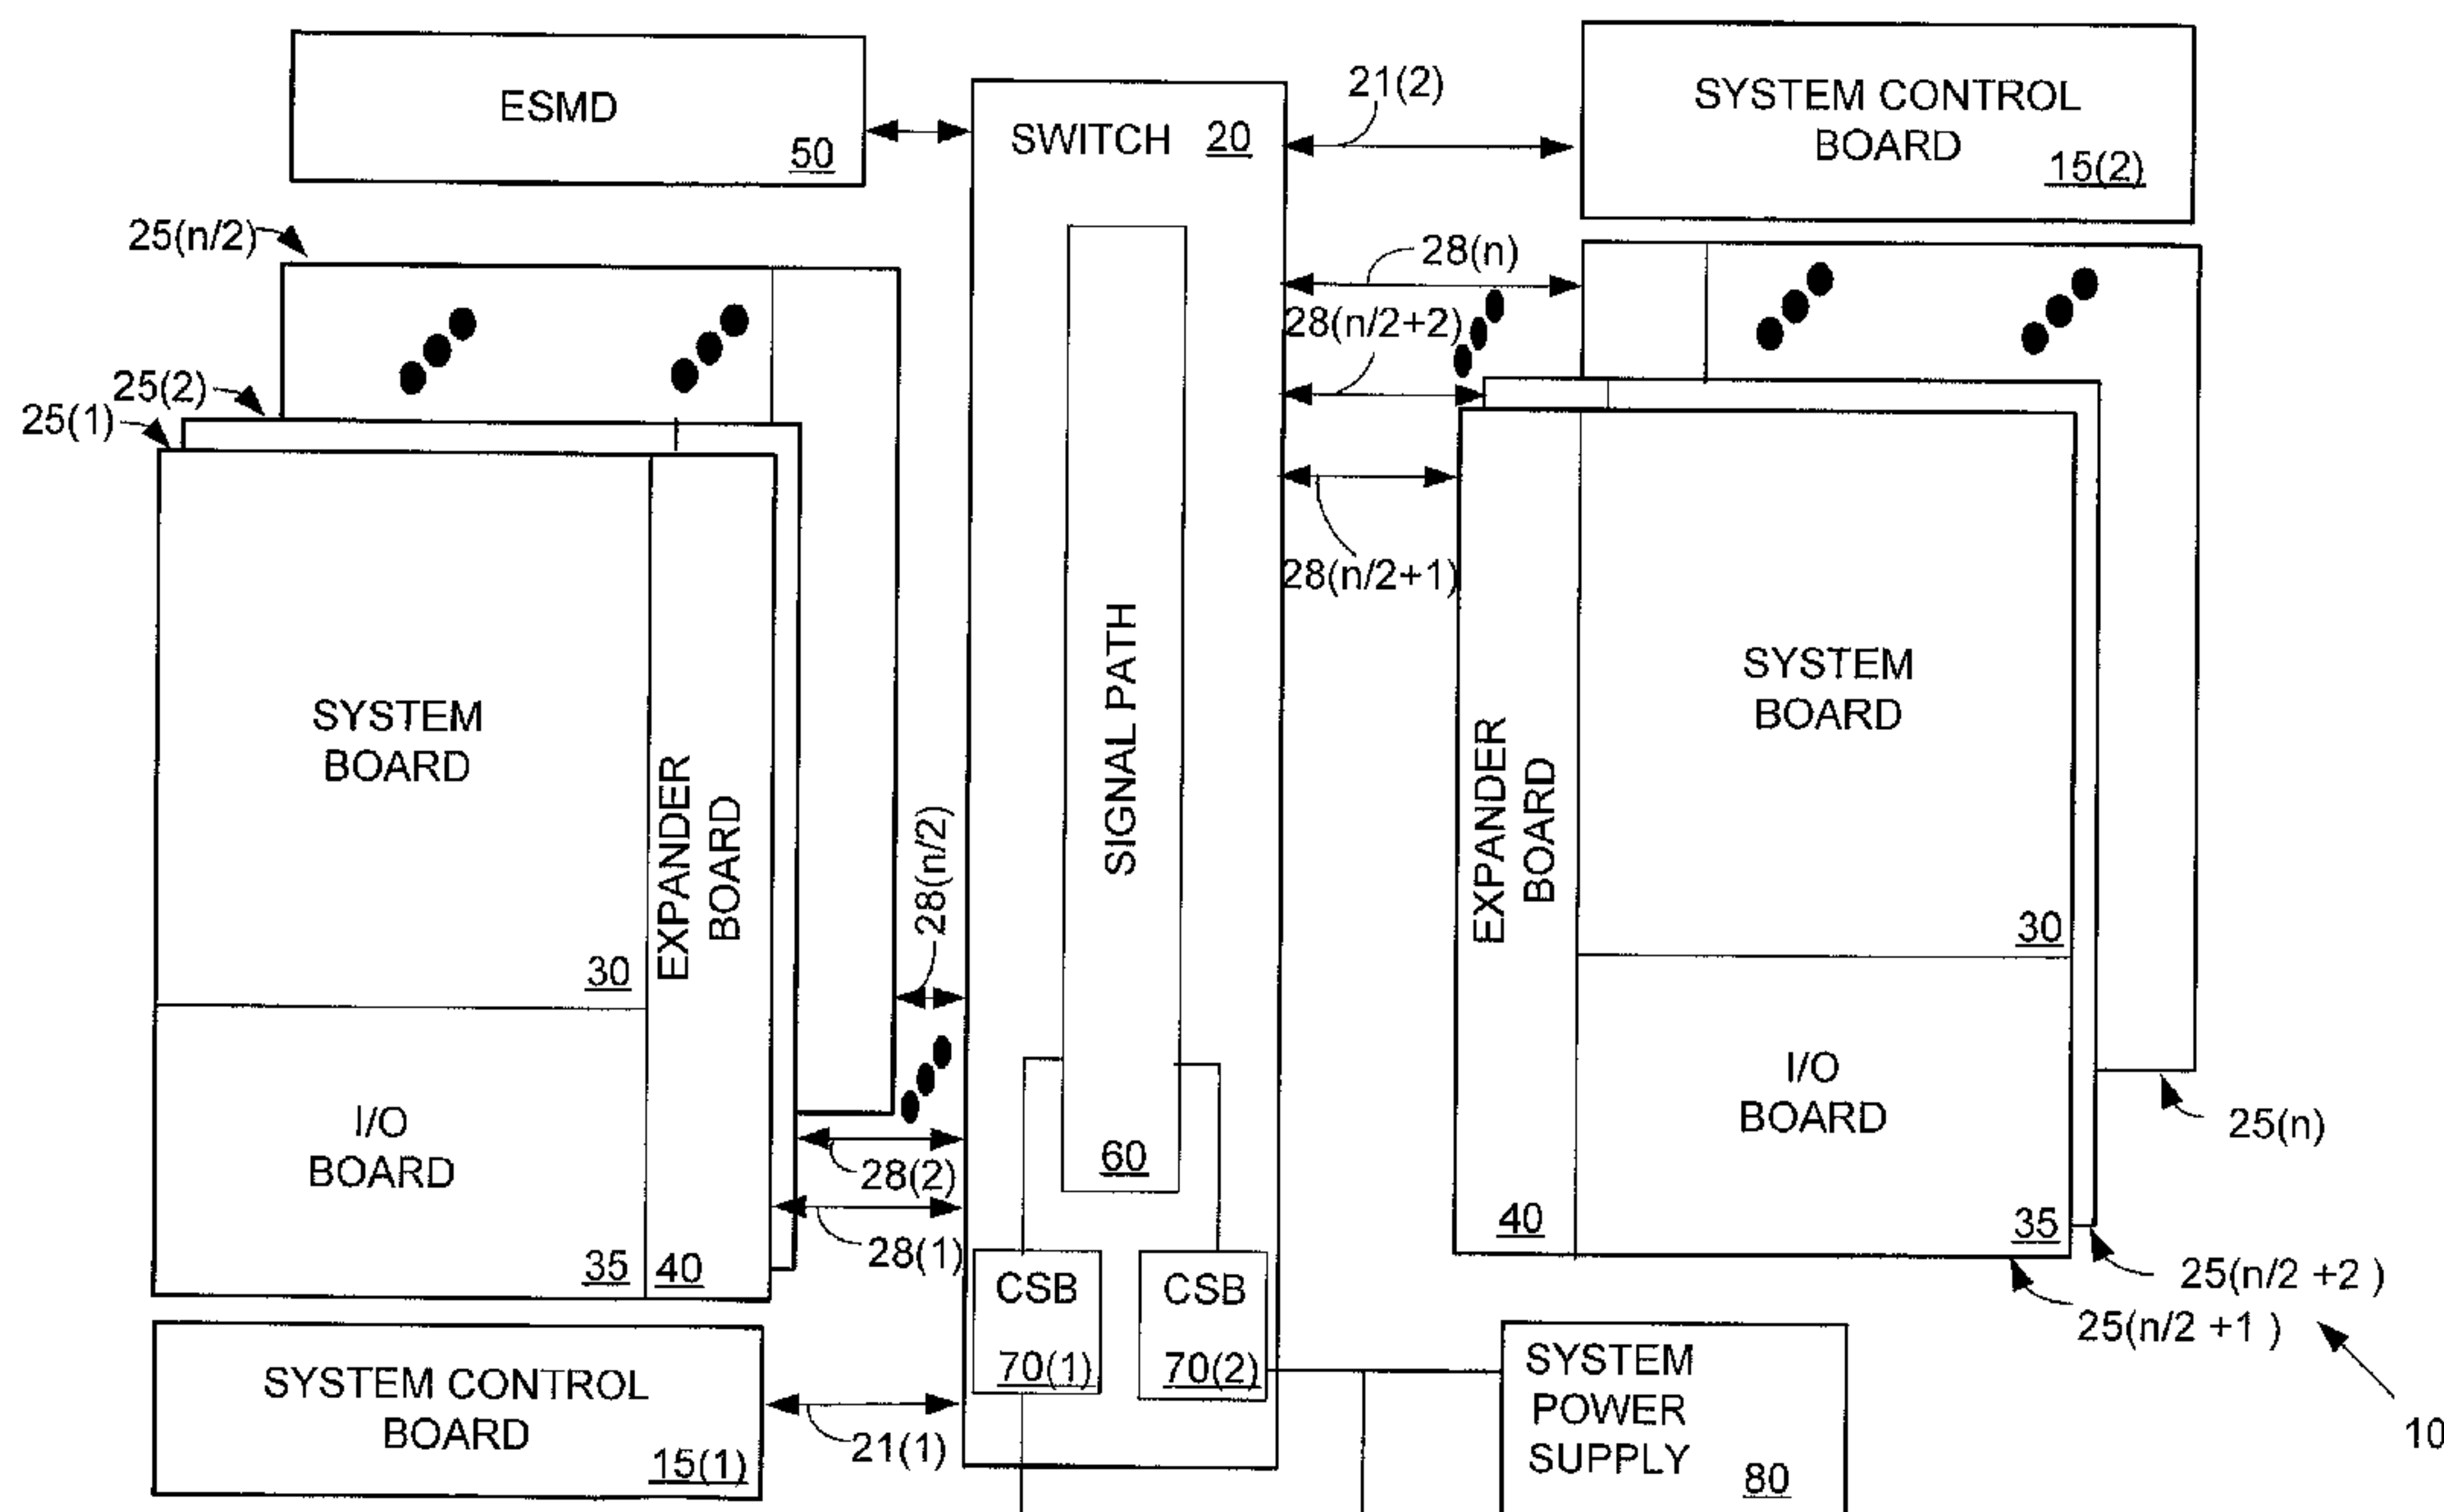 ESMD
50
SWITCH 20
21(2)
SYSTEM CONTROL
BOARD
15(2)
25(n/2)
25(2)
25(1)
28(n)
28(n/2+2)
28(n/2+1)
SYSTEM
BOARD
30
EXPANDER
BOARD
I/O
BOARD
35
40
28(n/2)
28(2)
28(1)
SIGNAL PATH
60
EXPANDER
BOARD
40
SYSTEM
BOARD
30
I/O
BOARD
35
25(n)
25(n/2 +2 )
25(n/2 +1 )
10
CSB
70(1)
CSB
70(2)
SYSTEM CONTROL
BOARD
15(1)
21(1)
SYSTEM
POWER
SUPPLY
80